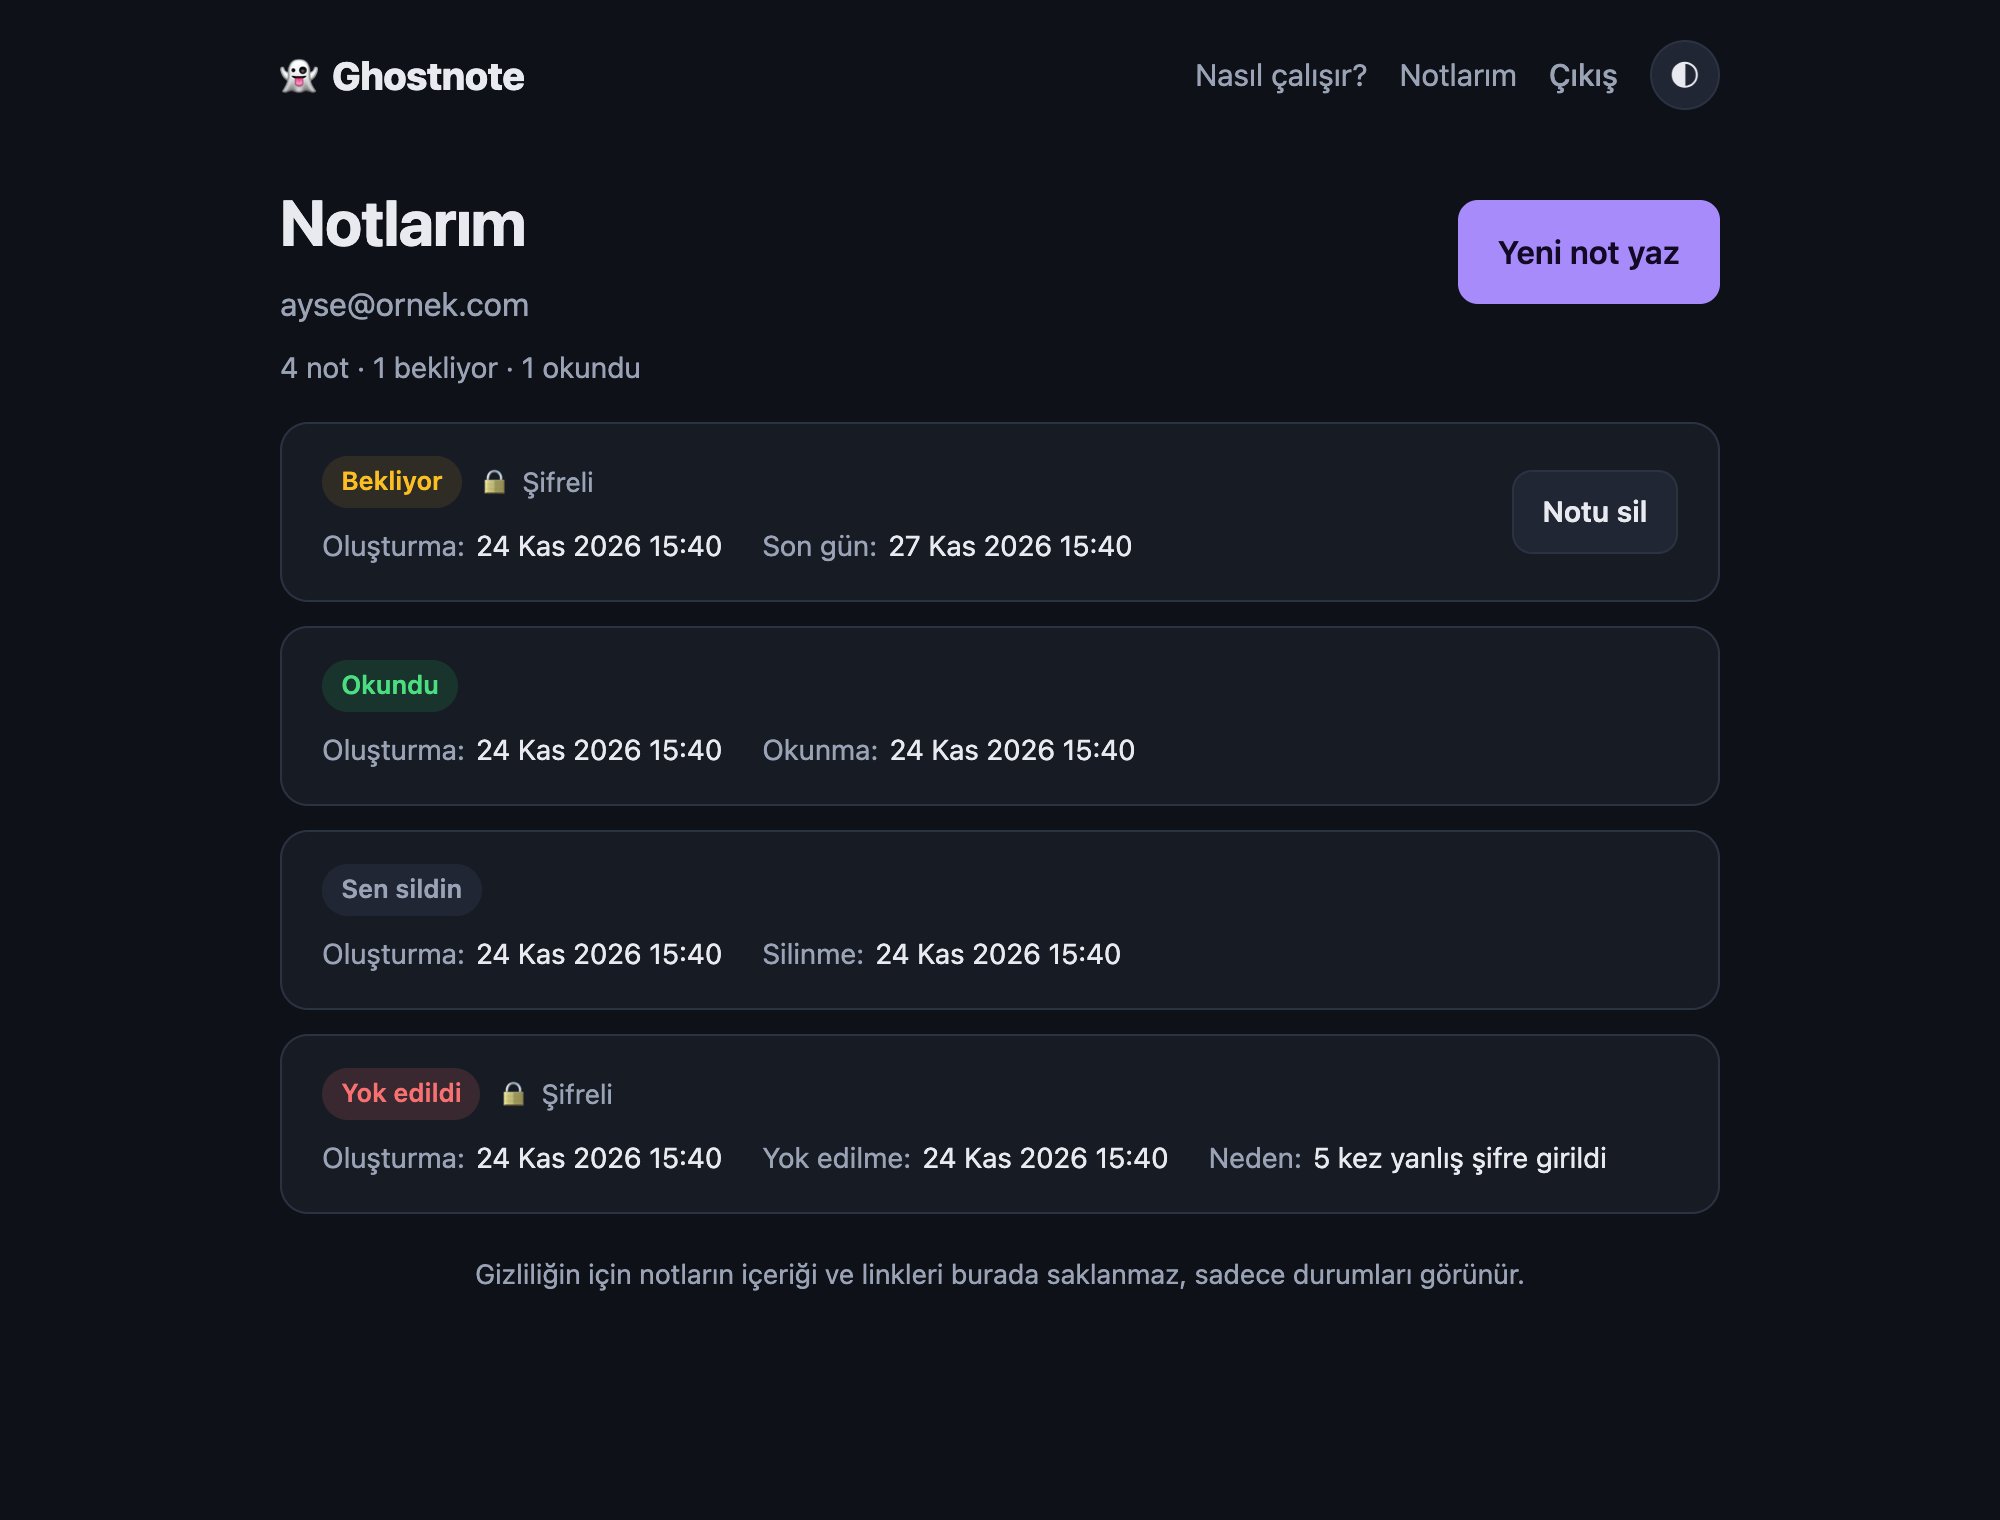 Ghostnote
Nasıl çalışır? Notlarım Çıkış
Notlarım
Yeni not yaz
ayse@ornek.com
4 not · 1 bekliyor · 1 okundu
Bekliyor Şifreli
Notu sil
Oluşturma: 24 Kas 2026 15:40 Son gün: 27 Kas 2026 15:40
Okundu
Oluşturma: 24 Kas 2026 15:40 Okunma: 24 Kas 2026 15:40
Sen sildin
Oluşturma: 24 Kas 2026 15:40 Silinme: 24 Kas 2026 15:40
Yok edildi Şifreli
Oluşturma: 24 Kas 2026 15:40 Yok edilme: 24 Kas 2026 15:40 Neden: 5 kez yanlış şifre girildi
Gizliliğin için notların içeriği ve linkleri burada saklanmaz, sadece durumları görünür.